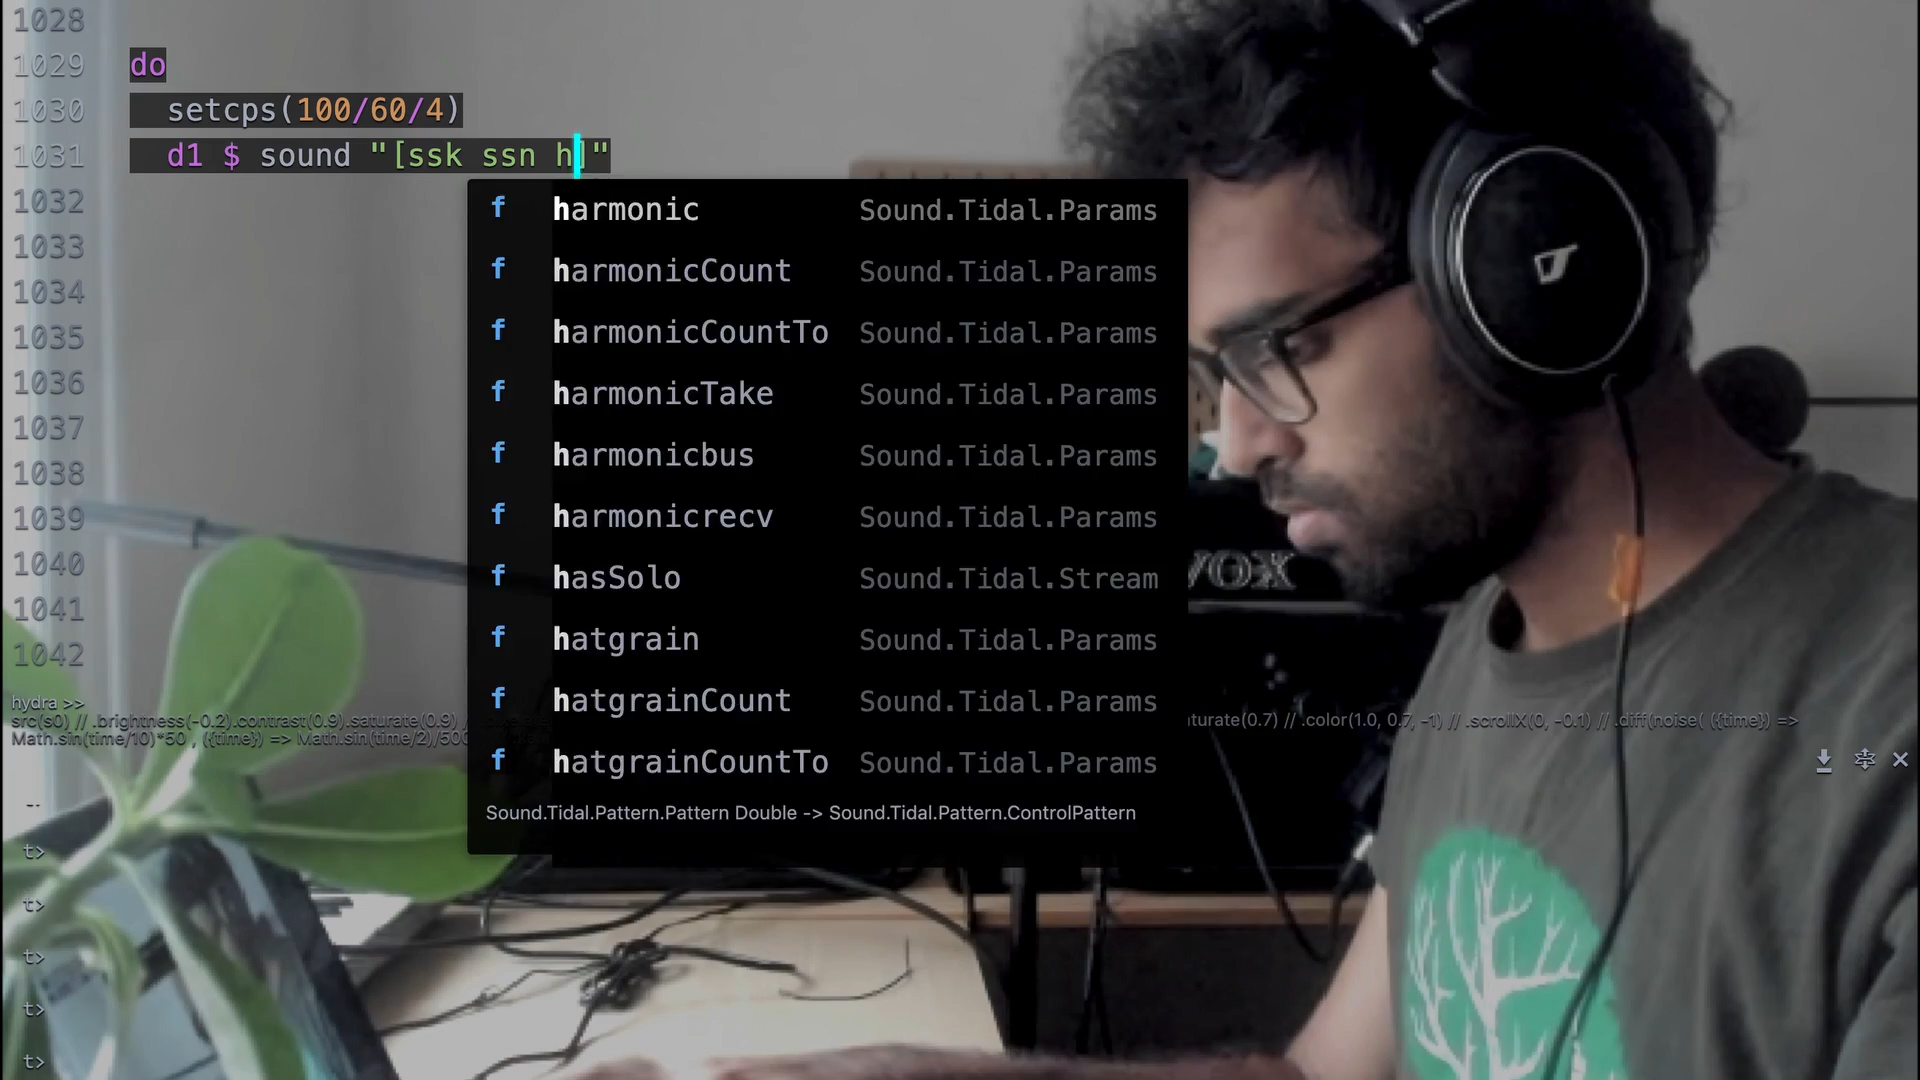 1028
1029 do
1030 setcps(100/60/4)
1031 d1 $ sound "[ssk ssn h]"
1032
1033
1034
1035
1036
1037
1038
1039
1040
1041
1042
f harmonic Sound.Tidal.Params
f harmonicCount Sound.Tidal.Params
f harmonicCountTo Sound.Tidal.Params
f harmonicTake Sound.Tidal.Params
f harmonicbus Sound.Tidal.Params
f harmonicrecv Sound.Tidal.Params
f hasSolo Sound.Tidal.Stream
f hatgrain Sound.Tidal.Params
f hatgrainCount Sound.Tidal.Params
f hatgrainCountTo Sound.Tidal.Params
Sound.Tidal.Pattern.Pattern Double -> Sound.Tidal.Pattern.ControlPattern
VOX
hydra >>
src(s0) // .brightness(-0.2).contrast(0.9).saturate(0.9) / turate(0.7) // .color(1.0, 0.7, -1) // .scrollX(0, -0.1) // .diff(noise( ({time}) =>
Math.sin(time/10)*50 , ({time}) => Math.sin(time/2)/500
t>
t>
t>
t>
t>